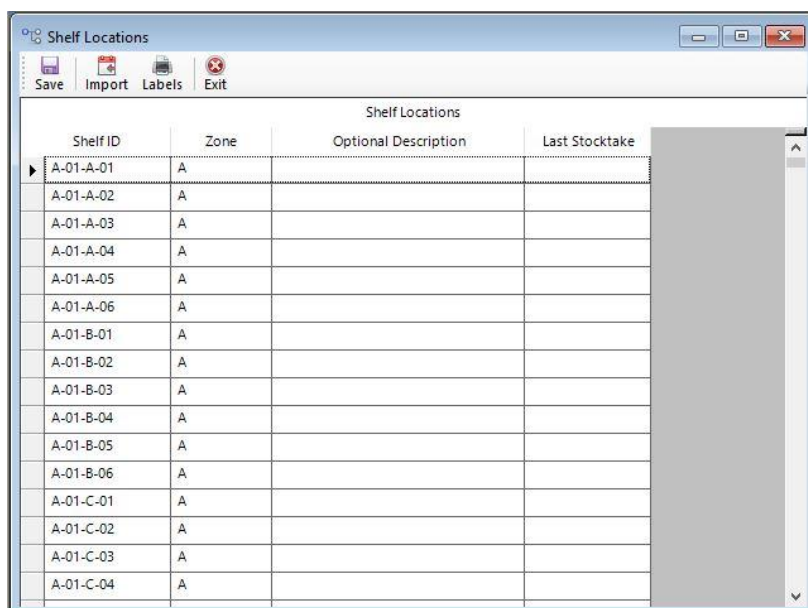 Shelf Locations
Save Import Labels Exit
Shelf Locations
Shelf ID Zone Optional Description Last Stocktake
A-01-A-01 A
A-01-A-02 A
A-01-A-03 A
A-01-A-04 A
A-01-A-05 A
A-01-A-06 A
A-01-B-01 A
A-01-B-02 A
A-01-B-03 A
A-01-B-04 A
A-01-B-05 A
A-01-B-06 A
A-01-C-01 A
A-01-C-02 A
A-01-C-03 A
A-01-C-04 A